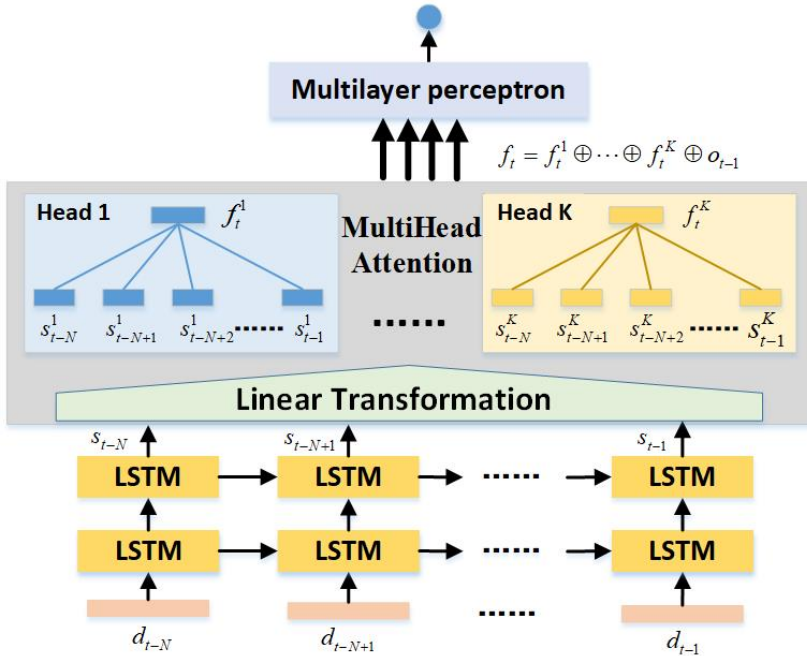 Multilayer perceptron
f_t = f_t^1 ⊕ ⋯ ⊕ f_t^K ⊕ o_{t-1}
Head 1
f_t^1
MultiHead
Attention
Head K
f_t^K
s_{t-N}^1 s_{t-N+1}^1 s_{t-N+2}^1 ······ s_{t-1}^1
······
s_{t-N}^K s_{t-N+1}^K s_{t-N+2}^K ······ s_{t-1}^K
Linear Transformation
s_{t-N} s_{t-N+1} s_{t-1}
LSTM LSTM ······ LSTM
LSTM LSTM ······ LSTM
d_{t-N} d_{t-N+1} ······ d_{t-1}